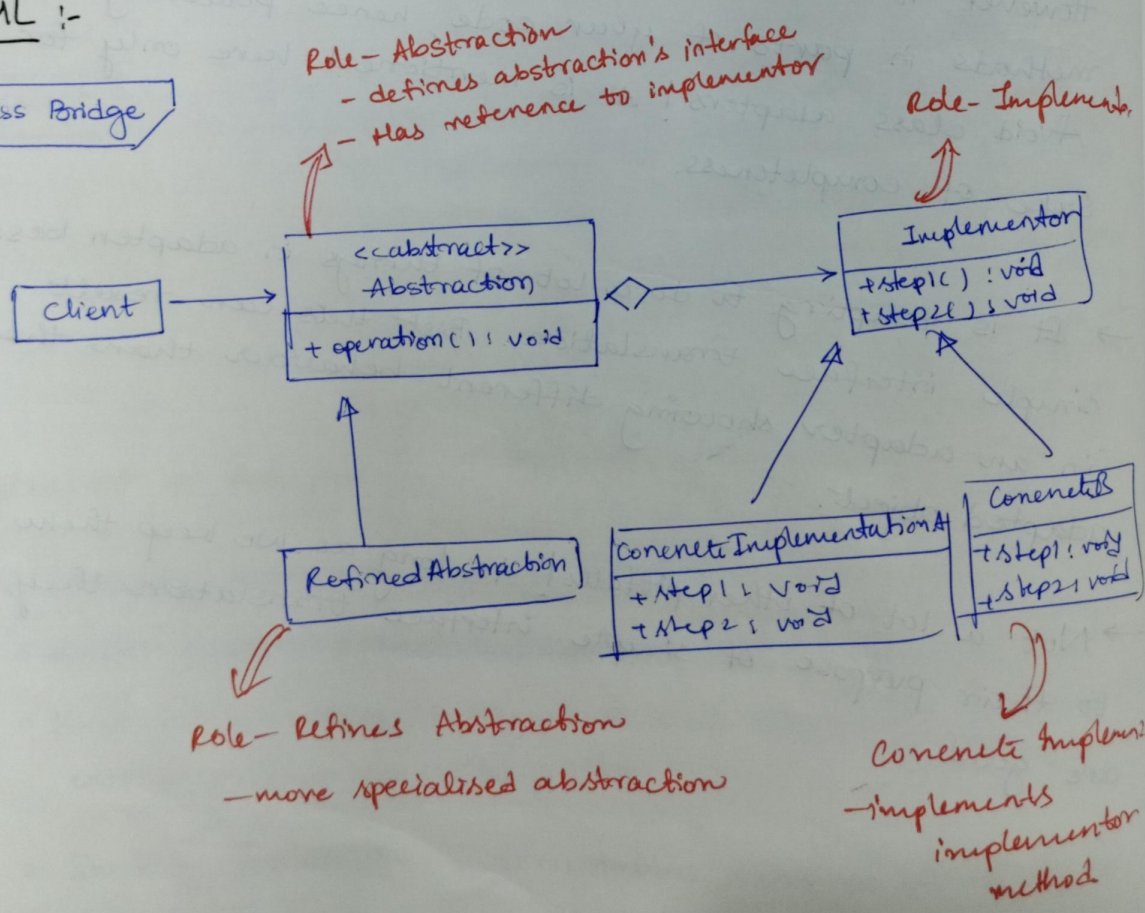 ML :-
ss Bridge
Role - Abstraction
- defines abstraction's interface
- Has reference to implementor
Role - Implemento
<<abstract>>
Abstraction
+ operation() : void
Client
Implementor
+step1() : void
+step2() : void
RefinedAbstraction
ConcreteImplementationA
+step1 : void
+step2 : void
ConcreteB
+step1 : void
+step2 : void
Role - Refines Abstraction
- more specialised abstraction
Concrete Implemen
- implements
implementor
method